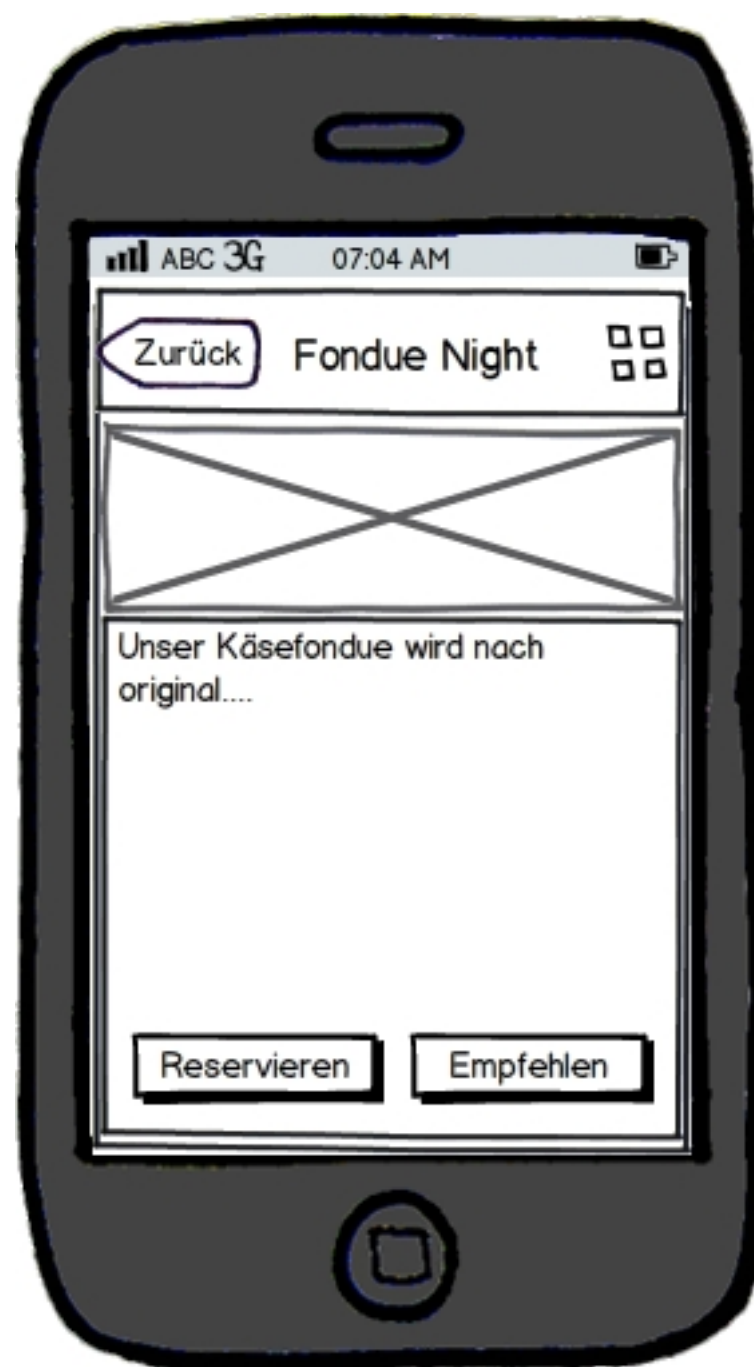 ABC 3G 07:04 AM
Zurück Fondue Night
Unser Käsefondue wird nach
original....
Reservieren Empfehlen